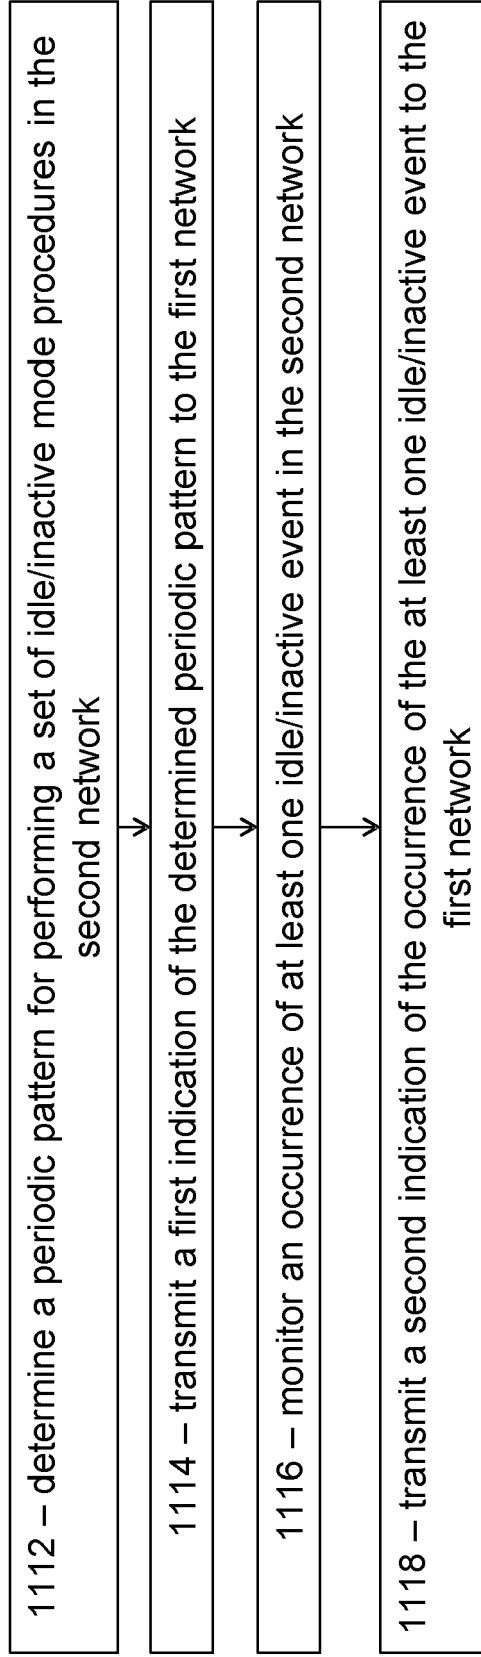 1112 – determine a periodic pattern for performing a set of idle/inactive mode procedures in the
second network
1114 – transmit a first indication of the determined periodic pattern to the first network
1116 – monitor an occurrence of at least one idle/inactive event in the second network
1118 – transmit a second indication of the occurrence of the at least one idle/inactive event to the
first network